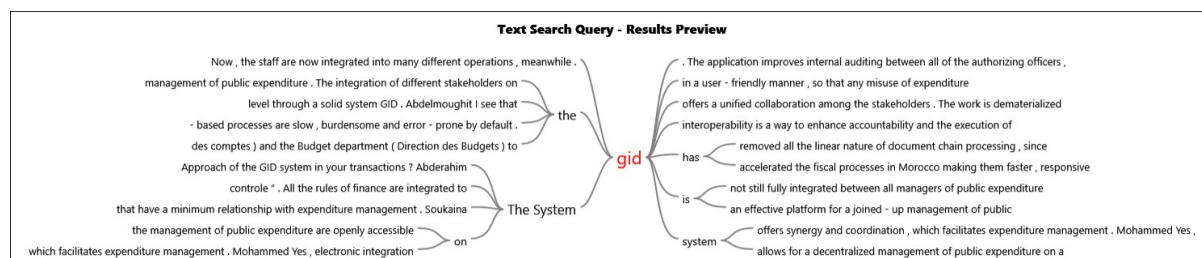 Text Search Query - Results Preview
Now , the staff are now integrated into many different operations , meanwhile .
management of public expenditure . The integration of different stakeholders on
level through a solid system GID . Abdelmoughit I see that
- based processes are slow , burdensome and error - prone by default .
des comptes ) and the Budget department ( Direction des Budgets ) to
the
Approach of the GID system in your transactions ? Abderahim
controle " . All the rules of finance are integrated to
that have a minimum relationship with expenditure management . Soukaina
the management of public expenditure are openly accessible
which facilitates expenditure management . Mohammed Yes , electronic integration
on
The System
gid
. The application improves internal auditing between all of the authorizing officers ,
in a user - friendly manner , so that any misuse of expenditure
offers a unified collaboration among the stakeholders . The work is dematerialized
interoperability is a way to enhance accountability and the execution of
has
removed all the linear nature of document chain processing , since
accelerated the fiscal processes in Morocco making them faster , responsive
is
not still fully integrated between all managers of public expenditure
an effective platform for a joined - up management of public
system
offers synergy and coordination , which facilitates expenditure management . Mohammed Yes ,
allows for a decentralized management of public expenditure on a